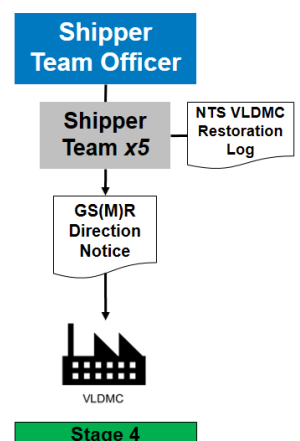 Shipper
Team Officer
Shipper
Team x5
NTS VLDMC
Restoration
Log
GS(M)R
Direction
Notice
VLDMC
Stage 4